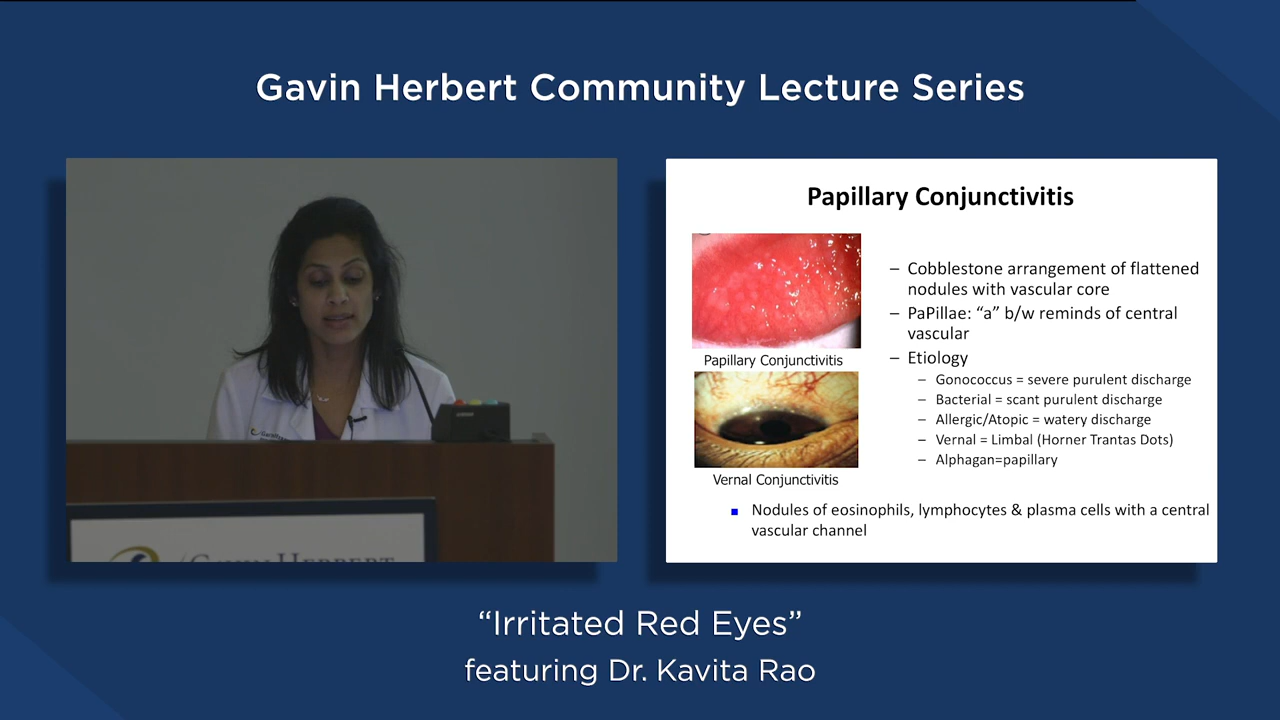 Gavin Herbert Community Lecture Series
Papillary Conjunctivitis
Papillary Conjunctivitis
Vernal Conjunctivitis
– Cobblestone arrangement of flattened
nodules with vascular core
– PaPillae: “a” b/w reminds of central
vascular
– Etiology
– Gonococcus = severe purulent discharge
– Bacterial = scant purulent discharge
– Allergic/Atopic = watery discharge
– Vernal = Limbal (Horner Trantas Dots)
– Alphagan=papillary
■ Nodules of eosinophils, lymphocytes & plasma cells with a central
vascular channel
Gavin Herbert
“Irritated Red Eyes”
featuring Dr. Kavita Rao